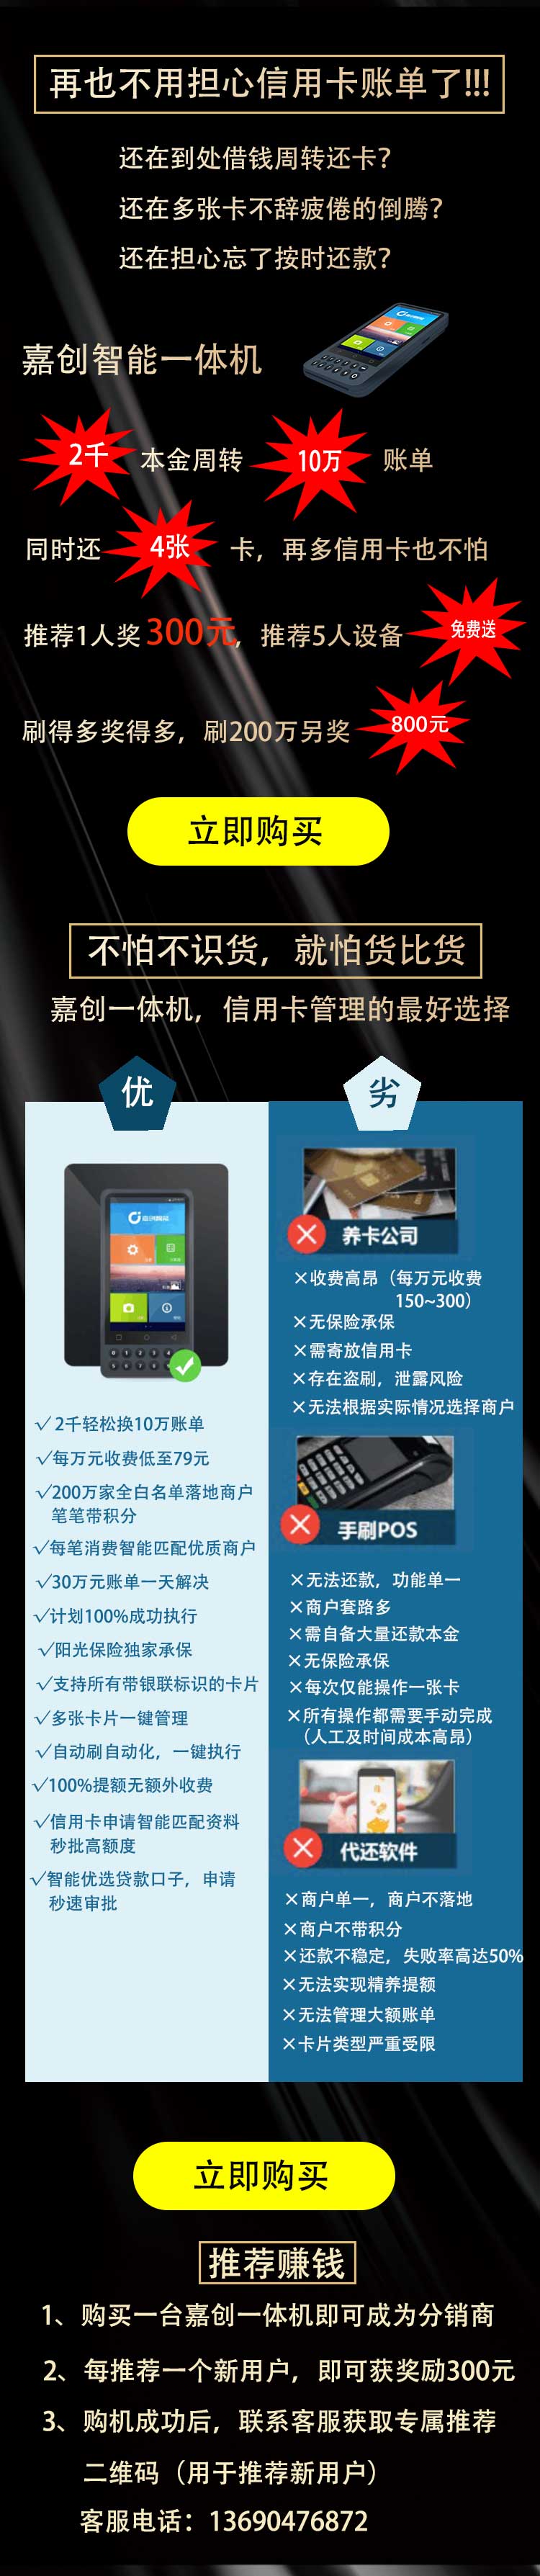 再也不用担心信用卡账单了!!!
还在到处借钱周转还卡?
还在多张卡不辞疲倦的倒腾?
还在担心忘了按时还款?
嘉创智能一体机
2千 本金周转 10万 账单
同时还 4张 卡，再多信用卡也不怕
推荐1人奖300元，推荐5人设备 免费送
刷得多奖得多，刷200万另奖 800元
立即购买
不怕不识货，就怕货比货
嘉创一体机，信用卡管理的最好选择
优
√2千轻松换10万账单
√每万元收费低至79元
√200万家全白名单落地商户
笔笔带积分
√每笔消费智能匹配优质商户
√30万元账单一天解决
√计划100%成功执行
√阳光保险独家承保
√支持所有带银联标识的卡片
√多张卡片一键管理
√自动刷自动化，一键执行
√100%提额无额外收费
√信用卡申请智能匹配资料
秒批高额度
√智能优选贷款口子，申请
秒速审批
劣
养卡公司
×收费高昂（每万元收费
150~300）
×无保险承保
×需寄放信用卡
×存在盗刷，泄露风险
×无法根据实际情况选择商户
手刷POS
×无法还款，功能单一
×商户套路多
×需自备大量还款本金
×无保险承保
×每次仅能操作一张卡
×所有操作都需要手动完成
（人工及时间成本高昂）
代还软件
×商户单一，商户不落地
×商户不带积分
×还款不稳定，失败率高达50%
×无法实现精养提额
×无法管理大额账单
×卡片类型严重受限
立即购买
推荐赚钱
1、购买一台嘉创一体机即可成为分销商
2、每推荐一个新用户，即可获奖励300元
3、购机成功后，联系客服获取专属推荐
二维码（用于推荐新用户）
客服电话：13690476872